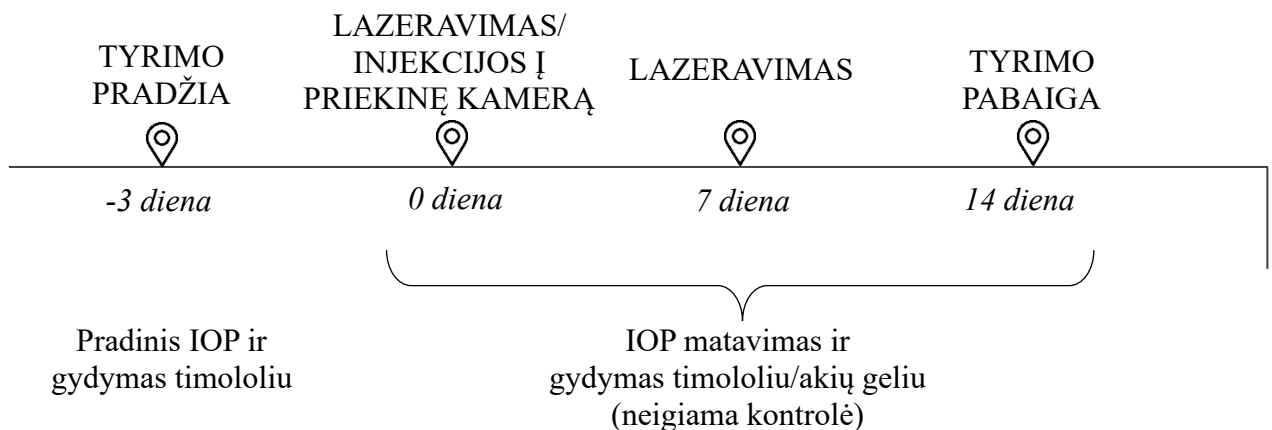 TYRIMO
PRADŽIA
LAZERAVIMAS/
INJEKCIJOS Į
PRIEKINĘ KAMERĄ
LAZERAVIMAS
TYRIMO
PABAIGA
-3 diena
0 diena
7 diena
14 diena
Pradinis IOP ir
gydymas timololiu
IOP matavimas ir
gydymas timololiu/akių geliu
(neigiama kontrolė)